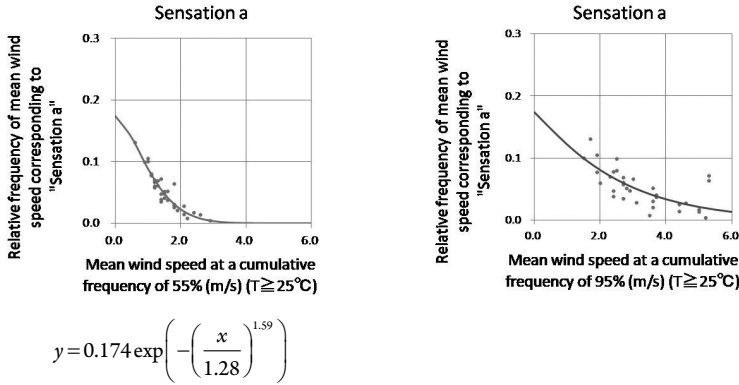 Sensation a
Relative frequency of mean wind
speed corresponding to
"Sensation a"
0.3
0.2
0.1
0.0
0.0 2.0 4.0 6.0
Mean wind speed at a cumulative
frequency of 55% (m/s) (T≧25℃)
y=0.174 exp(−(x/1.28)^1.59)
Sensation a
Relative frequency of mean wind
speed corresponding to
"Sensation a"
0.3
0.2
0.1
0.0
0.0 2.0 4.0 6.0
Mean wind speed at a cumulative
frequency of 95% (m/s) (T≧25℃)